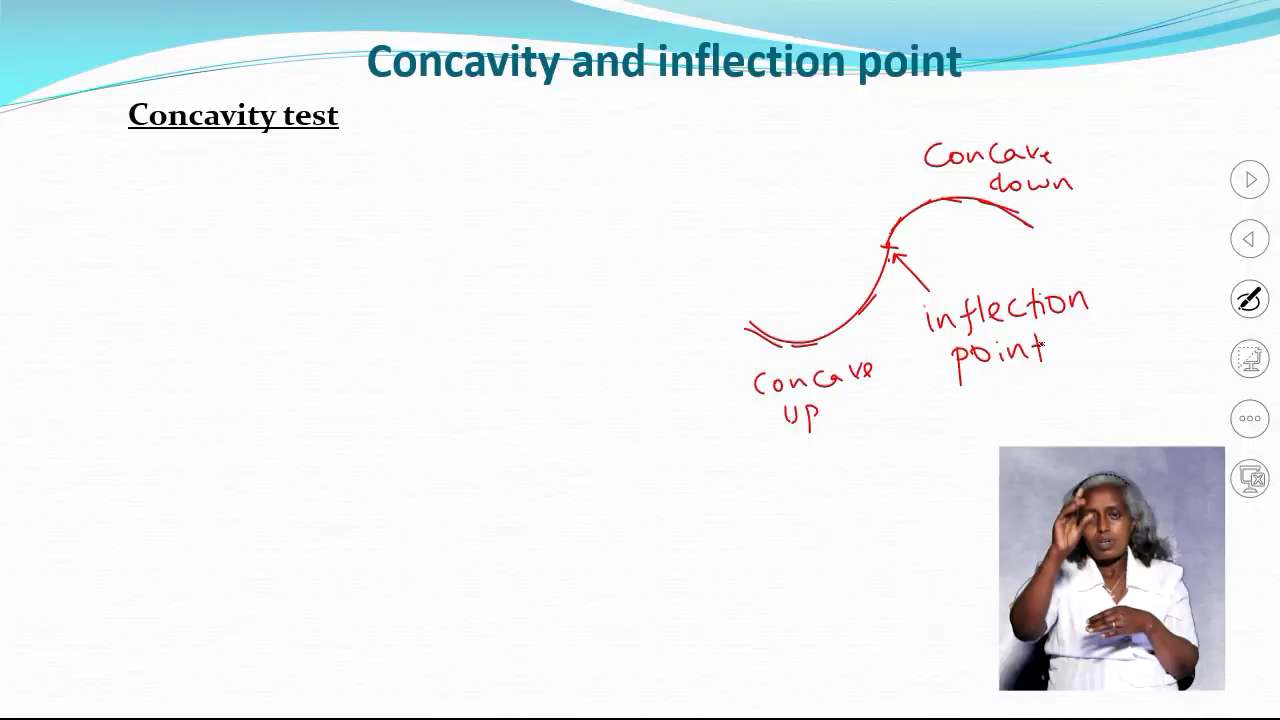 Concavity and inflection point
Concavity test
Concave
down
inflection
point
Concave
up